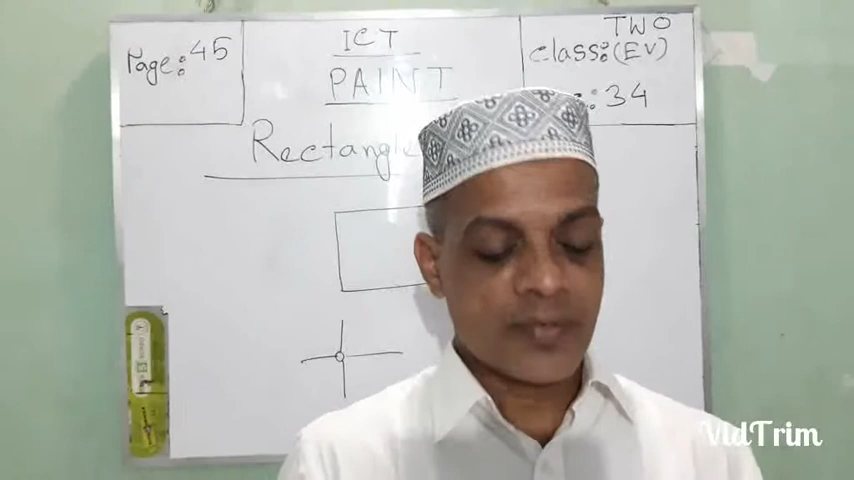 Page: 45
ICT
PAINT
Rectangle
TWO
class: (EV)
: 34
VidTrim